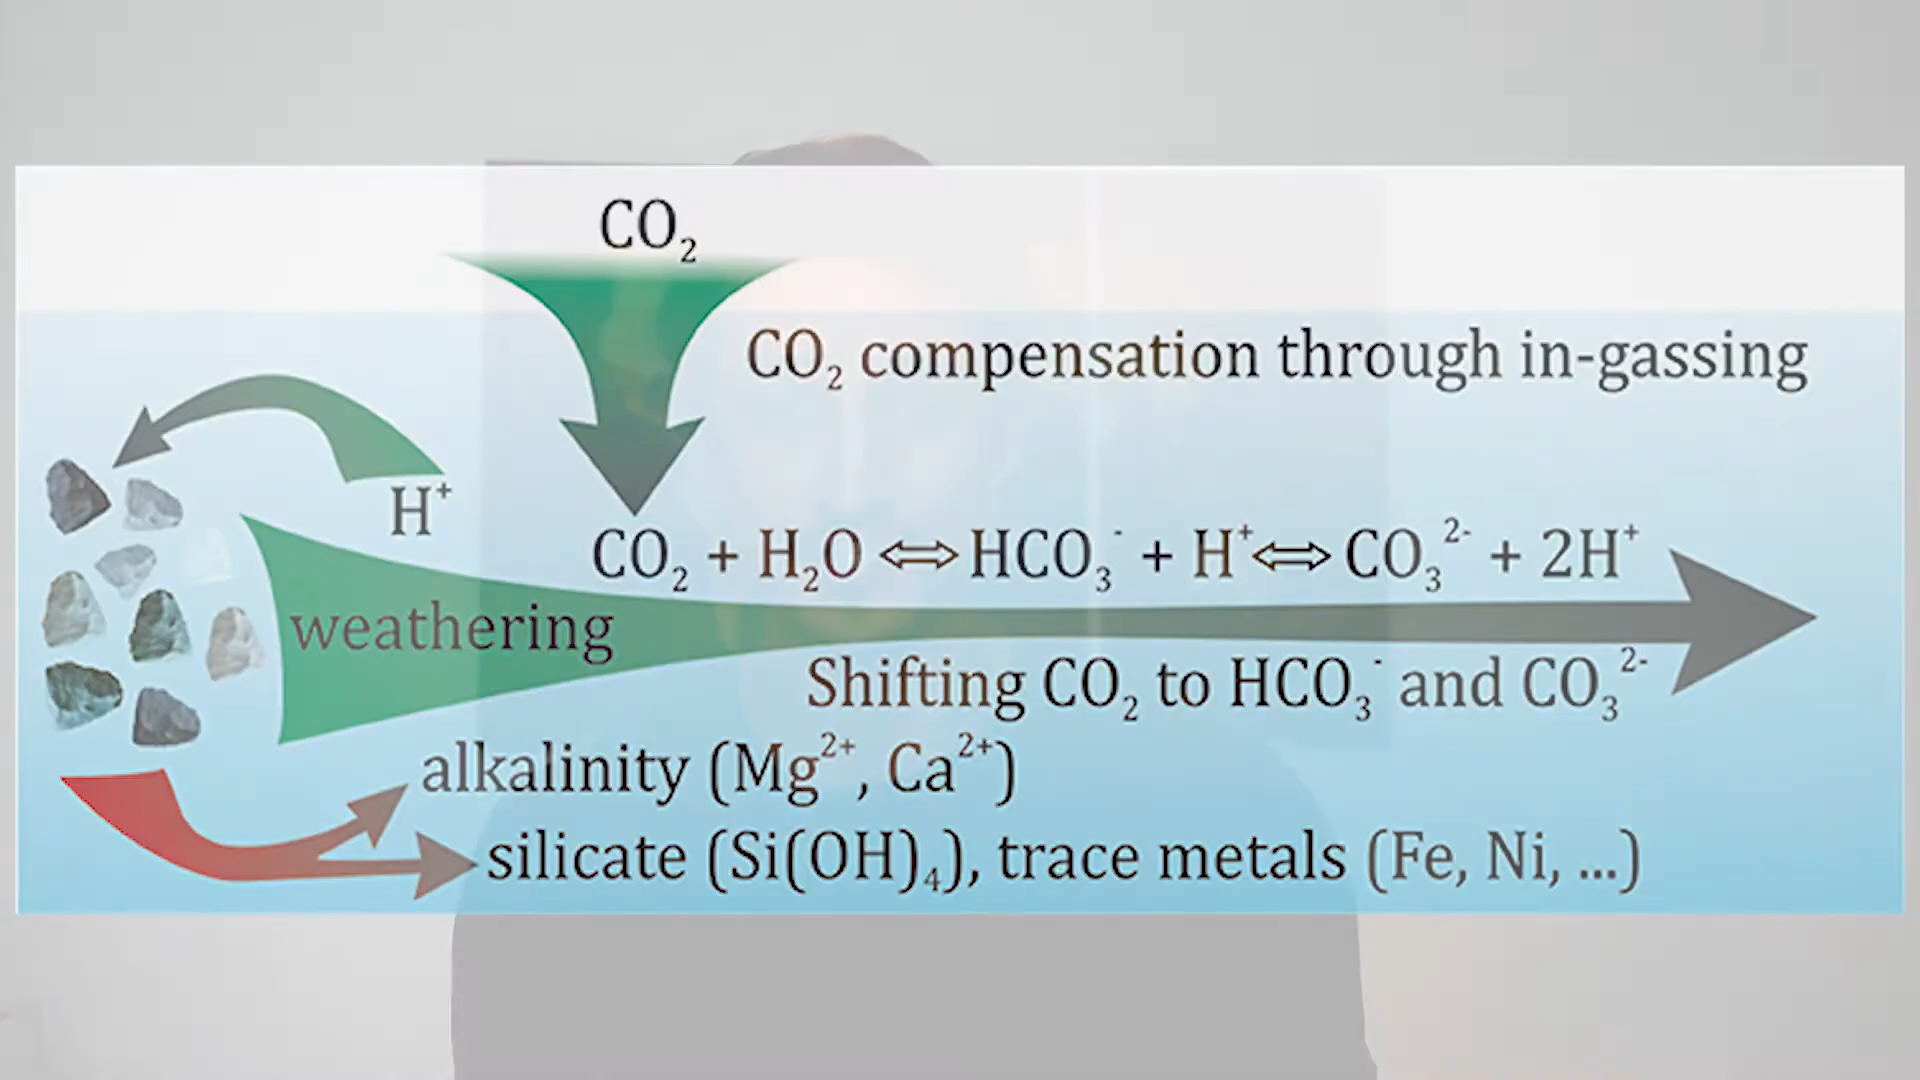 CO₂
CO₂ compensation through in-gassing
H⁺
CO₂ + H₂O ⇔ HCO₃⁻ + H⁺ ⇔ CO₃²⁻ + 2H⁺
weathering
Shifting CO₂ to HCO₃⁻ and CO₃²⁻
alkalinity (Mg²⁺, Ca²⁺)
silicate (Si(OH)₄), trace metals (Fe, Ni, ...)